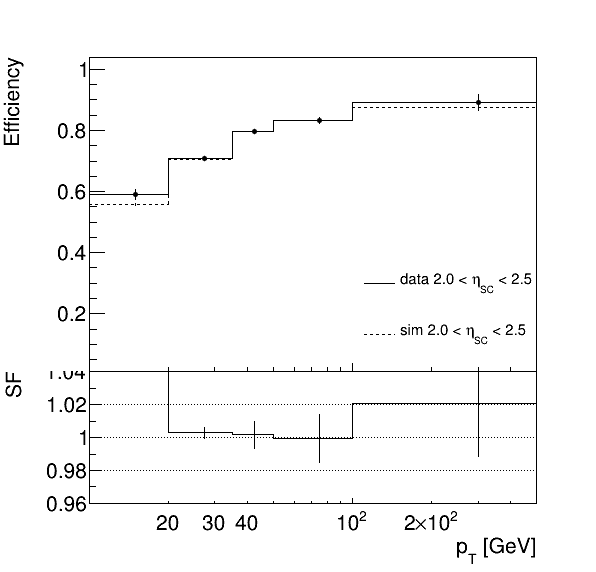 Efficiency
1
0.8
0.6
0.4
0.2
data 2.0 < η_SC < 2.5
sim 2.0 < η_SC < 2.5
SF
1.04
1.02
1
0.98
0.96
20 30 40 10² 2×10²
p_T [GeV]